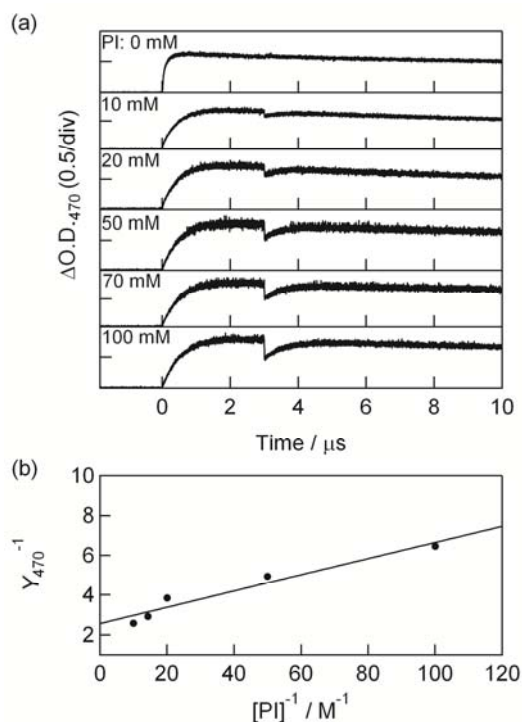 (a)
PI: 0 mM
10 mM
20 mM
50 mM
70 mM
100 mM
ΔO.D.₄₇₀ (0.5/div)
0 2 4 6 8 10
Time / μs
(b)
10
8
6
4
2
Y₄₇₀⁻¹
0 20 40 60 80 100 120
[PI]⁻¹ / M⁻¹